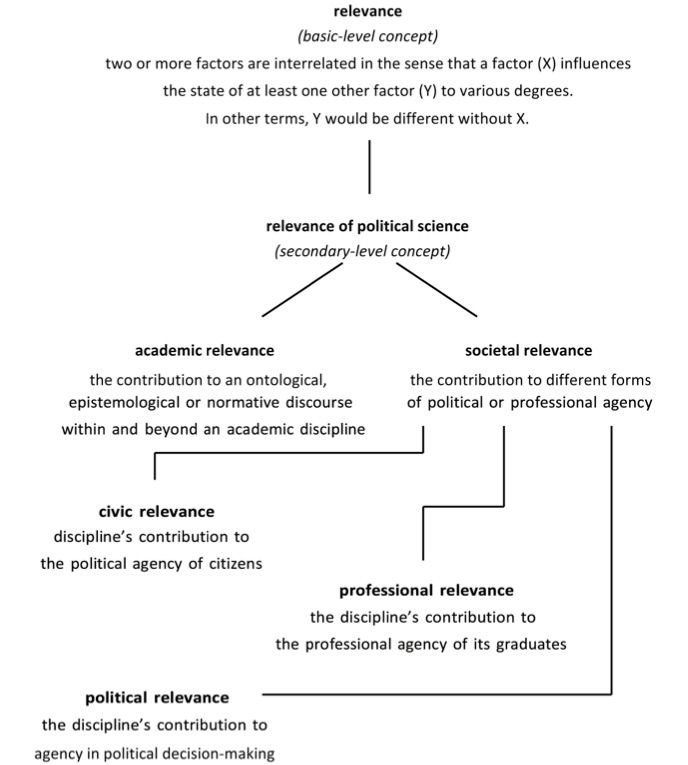 relevance
(basic-level concept)
two or more factors are interrelated in the sense that a factor (X) influences
the state of at least one other factor (Y) to various degrees.
In other terms, Y would be different without X.
relevance of political science
(secondary-level concept)
academic relevance
the contribution to an ontological,
epistemological or normative discourse
within and beyond an academic discipline
societal relevance
the contribution to different forms
of political or professional agency
civic relevance
discipline's contribution to
the political agency of citizens
professional relevance
the discipline's contribution to
the professional agency of its graduates
political relevance
the discipline's contribution to
agency in political decision-making